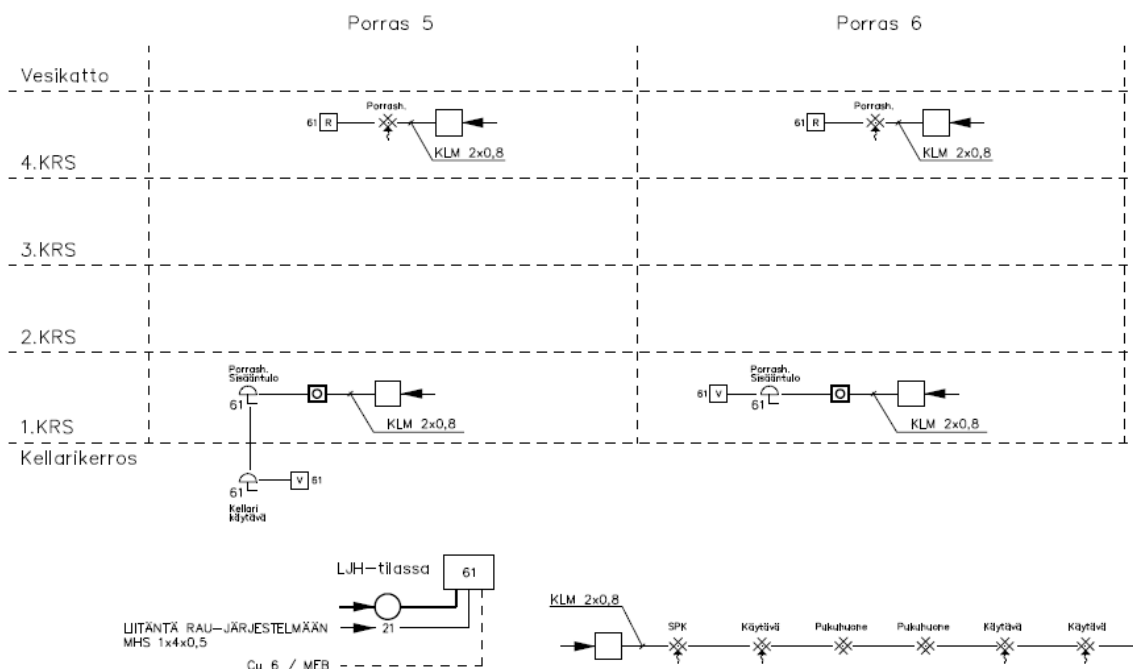 Porras 5
Porras 6
Vesikatto
Porrash.
61 R
KLM 2x0,8
Porrash.
61 R
KLM 2x0,8
4.KRS
3.KRS
2.KRS
Porrash.
Sisääntulo
61
KLM 2x0,8
Porrash.
Sisääntulo
61 V
61
KLM 2x0,8
1.KRS
Kellarikerros
61
V 61
Kellari
käytävä
LJH-tilassa
61
21
LIITÄNTÄ RAU-JÄRJESTELMÄÄN
MHS 1x4x0,5
Cu 6 / MEB
KLM 2x0,8
SPK
Käytävä
Pukuhuone
Pukuhuone
Käytävä
Käytävä